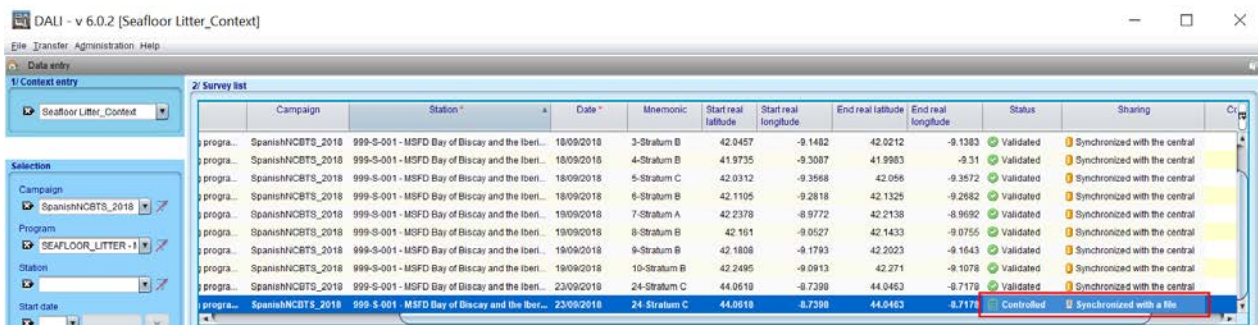 DALI - v 6.0.2 [Seafloor Litter_Context]
File Transfer Administration Help
Data entry
1/ Context entry
Seafloor Litter_Context
Selection
Campaign
SpanishNCBTS_2018
Program
SEAFLOOR_LITTER - 
Station
Start date
2/ Survey list
Campaign Station * Date * Mnemonic Start real latitude Start real longitude End real latitude End real longitude Status Sharing
progra... SpanishNCBTS_2018 999-S-001 - MSFD Bay of Biscay and the Iberi... 18/09/2018 3-Stratum B 42.0457 -9.1482 42.0212 -9.1383 Validated Synchronized with the central
progra... SpanishNCBTS_2018 999-S-001 - MSFD Bay of Biscay and the Iberi... 18/09/2018 4-Stratum B 41.9735 -9.3087 41.9983 -9.31 Validated Synchronized with the central
progra... SpanishNCBTS_2018 999-S-001 - MSFD Bay of Biscay and the Iberi... 18/09/2018 5-Stratum C 42.0312 -9.3568 42.056 -9.3572 Validated Synchronized with the central
progra... SpanishNCBTS_2018 999-S-001 - MSFD Bay of Biscay and the Iberi... 18/09/2018 6-Stratum B 42.1105 -9.2818 42.1325 -9.2682 Validated Synchronized with the central
progra... SpanishNCBTS_2018 999-S-001 - MSFD Bay of Biscay and the Iberi... 19/09/2018 7-Stratum A 42.2378 -8.9772 42.2138 -8.9692 Validated Synchronized with the central
progra... SpanishNCBTS_2018 999-S-001 - MSFD Bay of Biscay and the Iberi... 19/09/2018 8-Stratum B 42.161 -9.0527 42.1433 -9.0755 Validated Synchronized with the central
progra... SpanishNCBTS_2018 999-S-001 - MSFD Bay of Biscay and the Iberi... 19/09/2018 9-Stratum B 42.1808 -9.1793 42.2023 -9.1643 Validated Synchronized with the central
progra... SpanishNCBTS_2018 999-S-001 - MSFD Bay of Biscay and the Iberi... 19/09/2018 10-Stratum B 42.2495 -9.0913 42.271 -9.1078 Validated Synchronized with the central
progra... SpanishNCBTS_2018 999-S-001 - MSFD Bay of Biscay and the Iberi... 23/09/2018 24-Stratum C 44.0618 -8.7398 44.0463 -8.7178 Validated Synchronized with the central
progra... SpanishNCBTS_2018 999-S-001 - MSFD Bay of Biscay and the Iber... 23/09/2018 24-Stratum C 44.0618 -8.7398 44.0463 -8.7178 Controlled Synchronized with a file